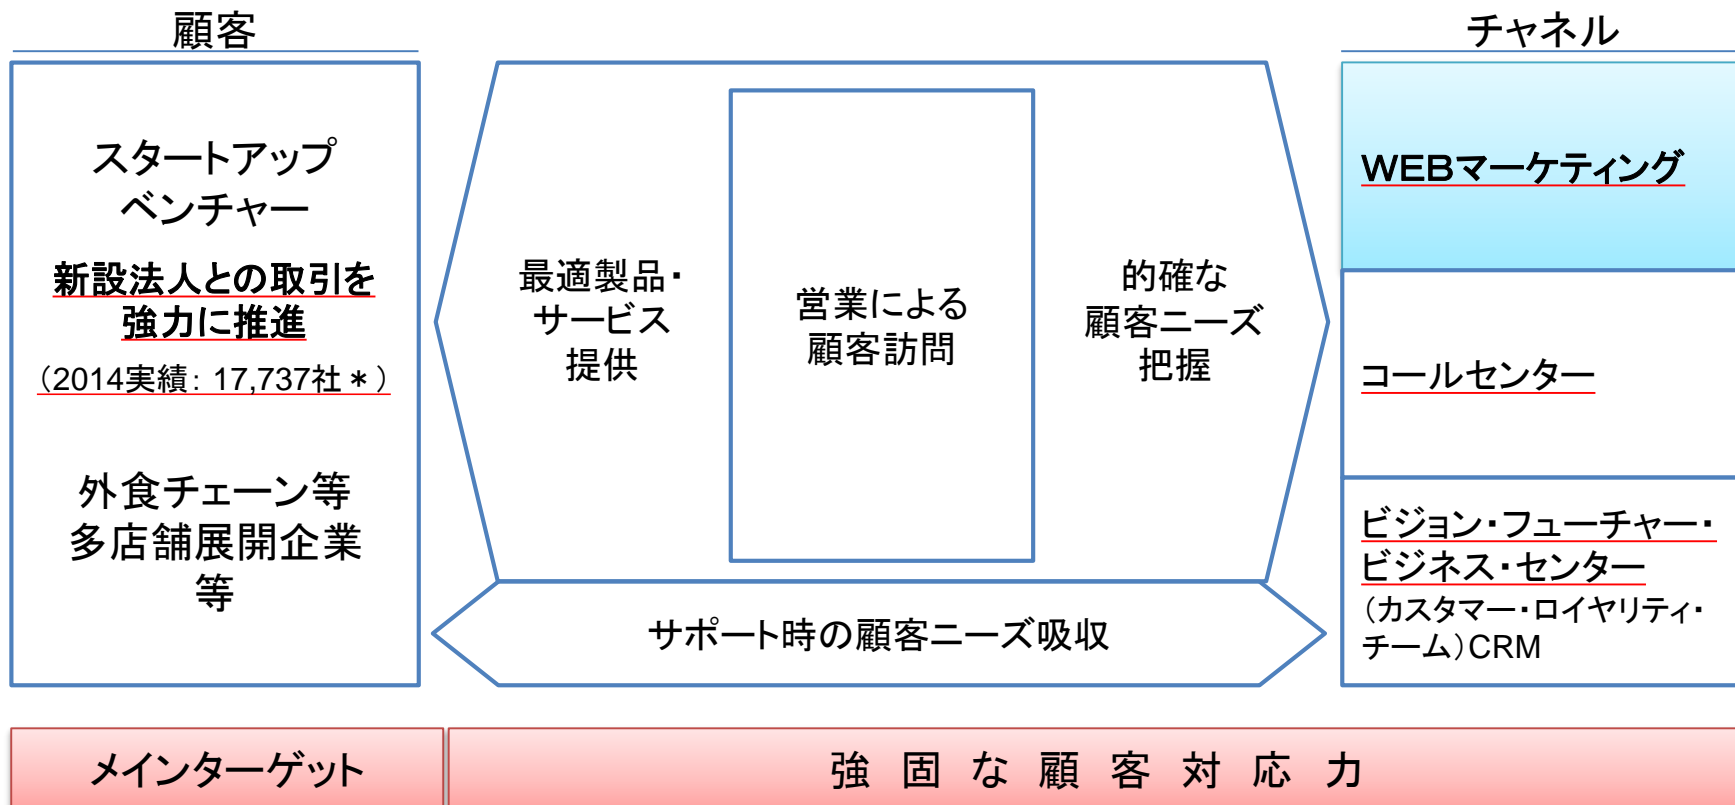 顧客
スタートアップ
ベンチャー
新設法人との取引を
強力に推進
（2014実績：17,737社＊）
外食チェーン等
多店舗展開企業
等
最適製品・
サービス
提供
営業による
顧客訪問
的確な
顧客ニーズ
把握
サポート時の顧客ニーズ吸収
チャネル
WEBマーケティング
コールセンター
ビジョン・フューチャー・
ビジネス・センター
（カスタマー・ロイヤリティ・
チーム）CRM
メインターゲット
強固な顧客対応力